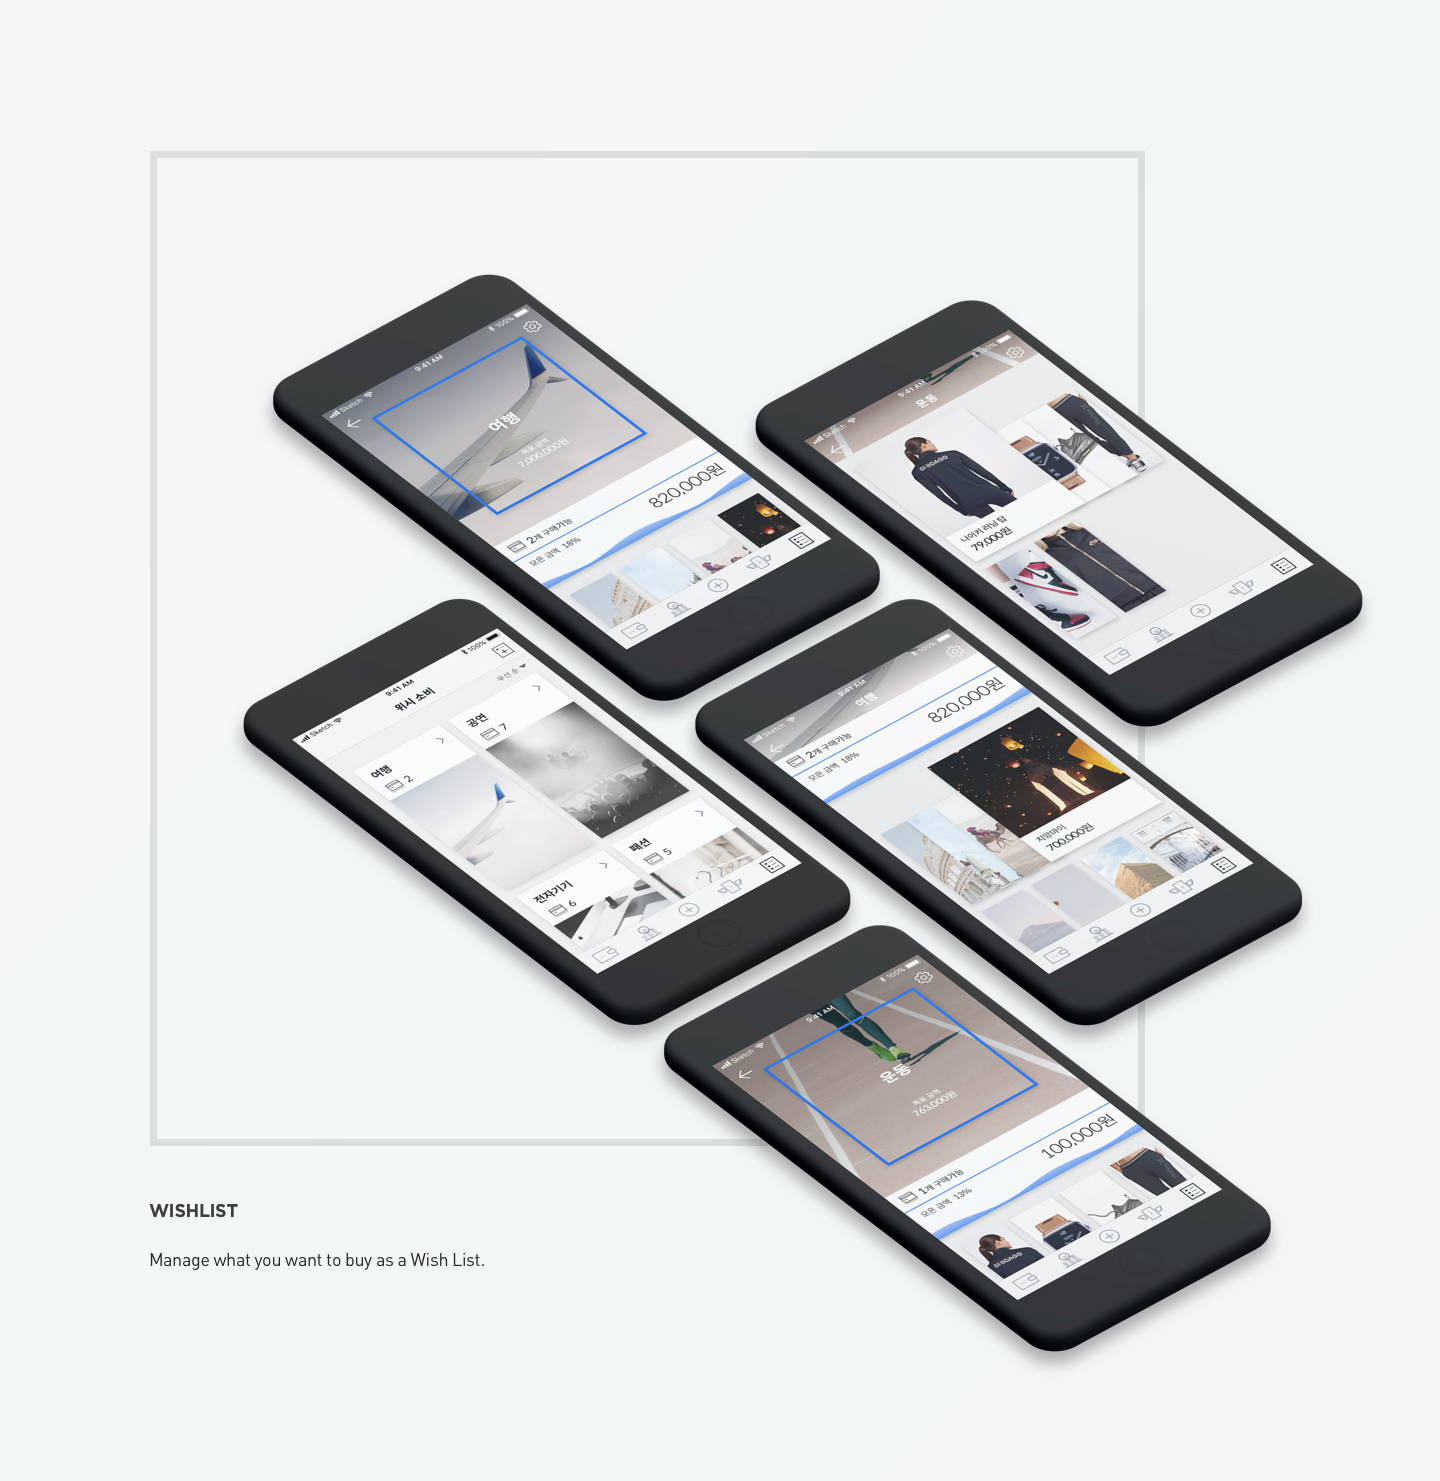 Sketch
9:41 AM
100%
여행
목표 금액
7,000,000원
2개 구매가능
모은 금액 18%
820,000원
Sketch
9:41 AM
100%
운동
CHICAGO
나이키 러닝 탑
79,000원
Sketch
9:41 AM
100%
위시 소비
우선 순
여행
2
공연
7
전자기기
6
패션
5
Sketch
9:41 AM
100%
여행
2개 구매가능
모은 금액 18%
820,000원
치앙마이
700,000원
Sketch
9:41 AM
100%
운동
목표 금액
763,000원
1개 구매가능
모은 금액 13%
100,000원
CHICAGO
WISHLIST
Manage what you want to buy as a Wish List.